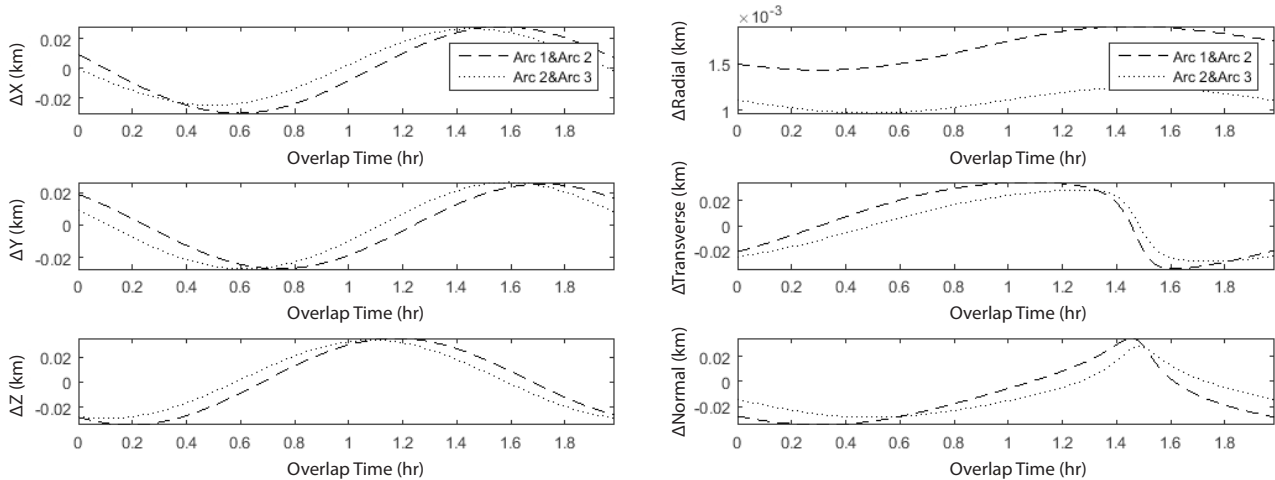 ΔX (km)
0.02
0
-0.02
Arc 1&Arc 2
Arc 2&Arc 3
0 0.2 0.4 0.6 0.8 1 1.2 1.4 1.6 1.8
Overlap Time (hr)
ΔY (km)
0.02
0
-0.02
0 0.2 0.4 0.6 0.8 1 1.2 1.4 1.6 1.8
Overlap Time (hr)
ΔZ (km)
0.02
0
-0.02
0 0.2 0.4 0.6 0.8 1 1.2 1.4 1.6 1.8
Overlap Time (hr)
×10⁻³
ΔRadial (km)
1.5
1
Arc 1&Arc 2
Arc 2&Arc 3
0 0.2 0.4 0.6 0.8 1 1.2 1.4 1.6 1.8
Overlap Time (hr)
ΔTransverse (km)
0.02
0
-0.02
0 0.2 0.4 0.6 0.8 1 1.2 1.4 1.6 1.8
Overlap Time (hr)
ΔNormal (km)
0.02
0
-0.02
0 0.2 0.4 0.6 0.8 1 1.2 1.4 1.6 1.8
Overlap Time (hr)